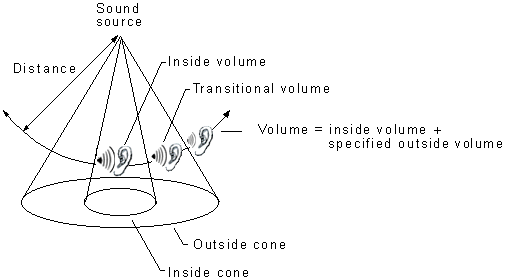 Sound
source
Distance
Inside volume
Transitional volume
Volume = inside volume +
specified outside volume
Outside cone
Inside cone